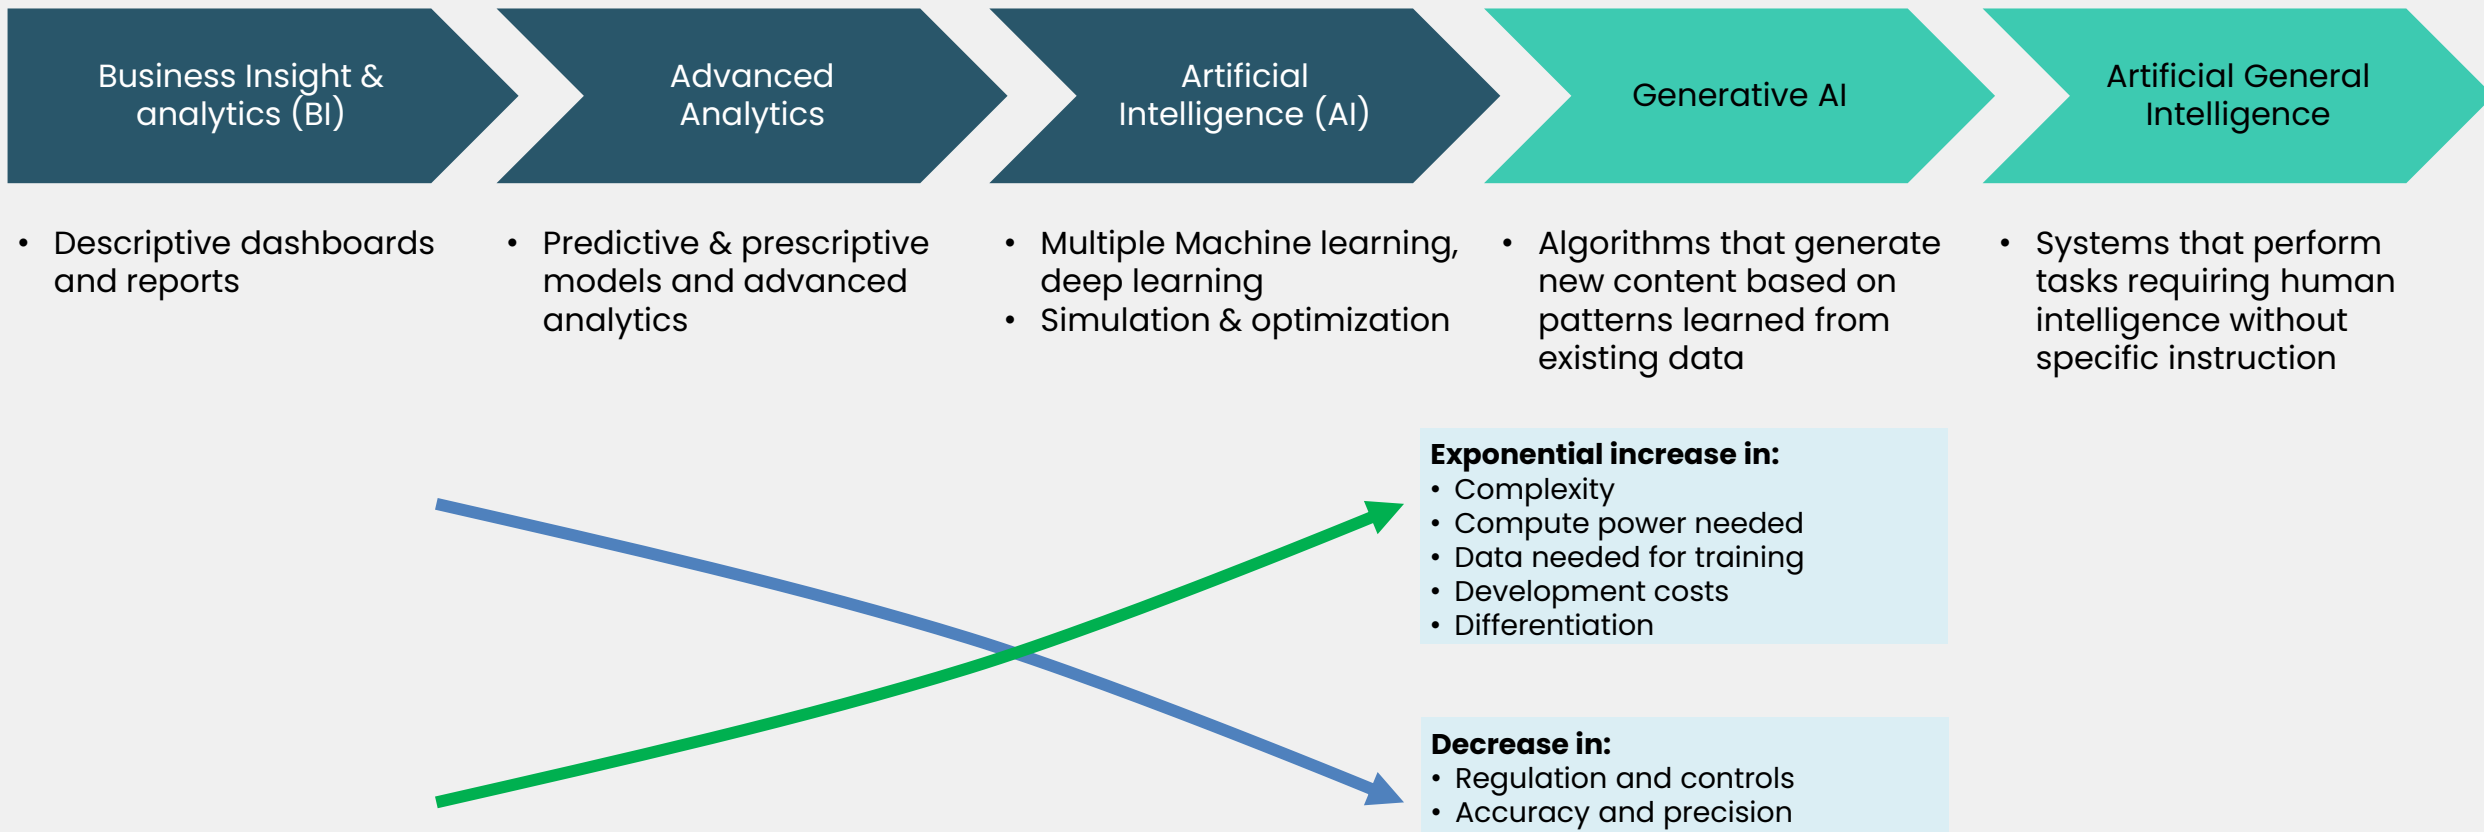 Business Insight &
analytics (BI)
Advanced
Analytics
Artificial
Intelligence (AI)
Generative AI
Artificial General
Intelligence
• Descriptive dashboards
and reports
• Predictive & prescriptive
models and advanced
analytics
• Multiple Machine learning,
deep learning
• Simulation & optimization
• Algorithms that generate
new content based on
patterns learned from
existing data
• Systems that perform
tasks requiring human
intelligence without
specific instruction
Exponential increase in:
• Complexity
• Compute power needed
• Data needed for training
• Development costs
• Differentiation
Decrease in:
• Regulation and controls
• Accuracy and precision